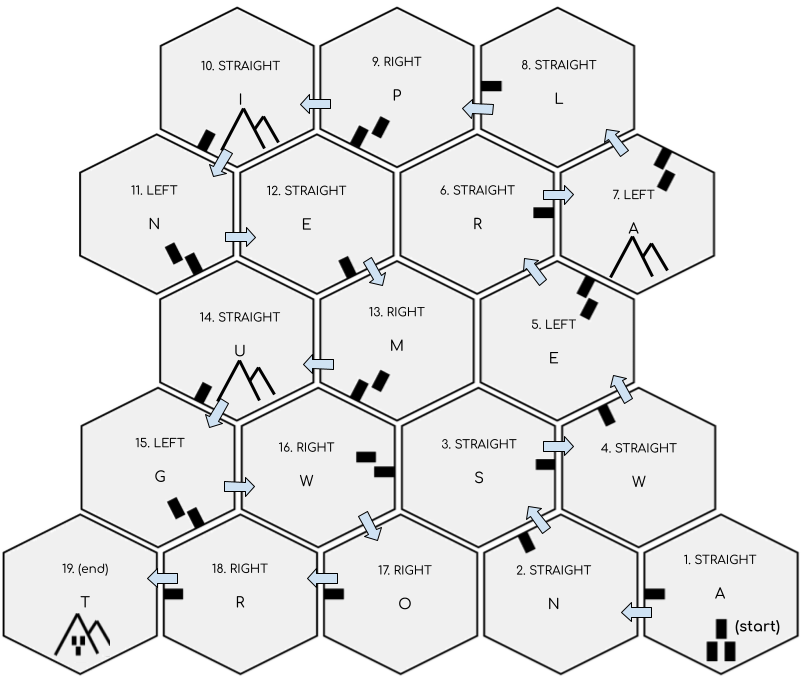 10. STRAIGHT
I
9. RIGHT
P
8. STRAIGHT
L
11. LEFT
N
12. STRAIGHT
E
6. STRAIGHT
R
7. LEFT
A
14. STRAIGHT
U
13. RIGHT
M
5. LEFT
E
15. LEFT
G
16. RIGHT
W
3. STRAIGHT
S
4. STRAIGHT
W
19. (end)
T
18. RIGHT
R
17. RIGHT
O
2. STRAIGHT
N
1. STRAIGHT
A
(start)